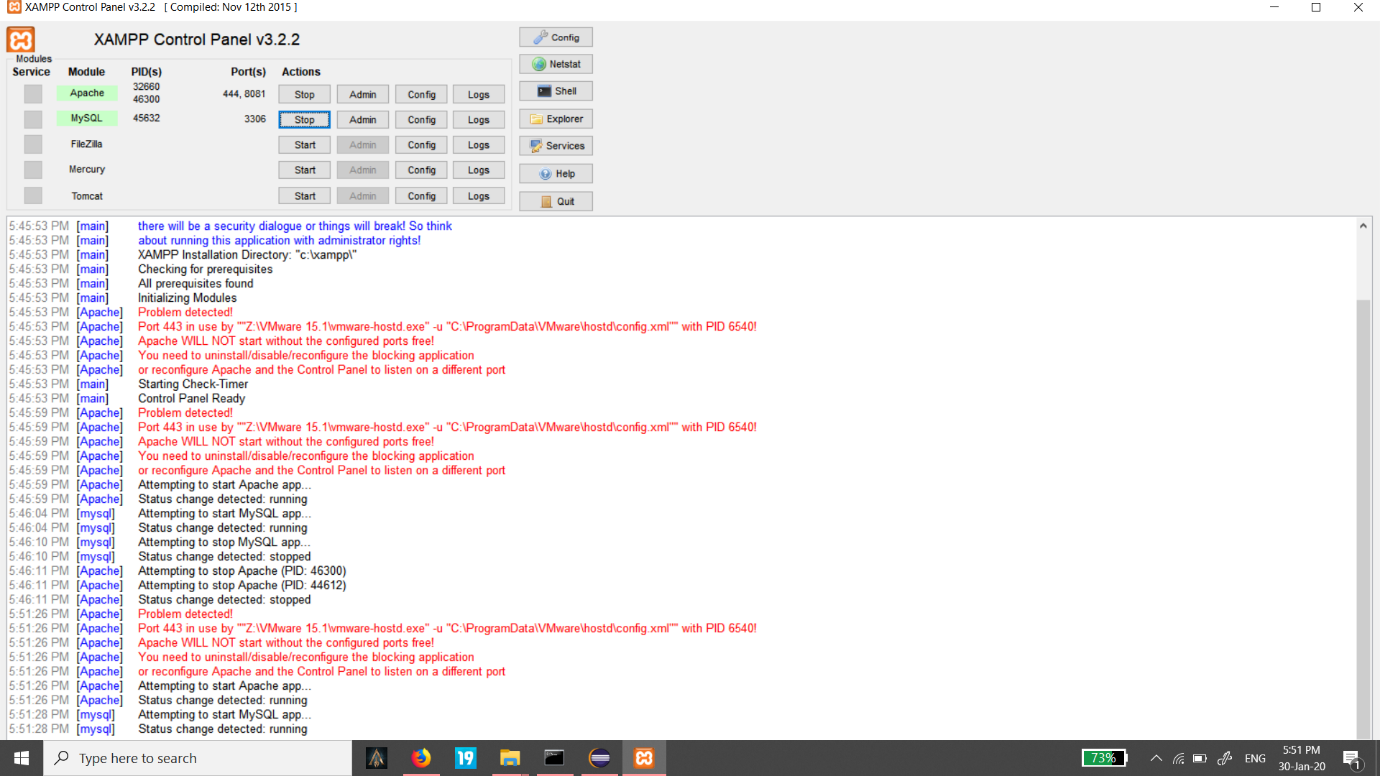 XAMPP Control Panel v3.2.2 [ Compiled: Nov 12th 2015 ]
XAMPP Control Panel v3.2.2
Config
Modules
Service Module PID(s) Port(s) Actions
Netstat
Apache 32660 46300 444, 8081 Stop Admin Config Logs
Shell
MySQL 45632 3306 Stop Admin Config Logs
Explorer
FileZilla Start Admin Config Logs
Services
Mercury Start Admin Config Logs
Help
Tomcat Start Admin Config Logs
Quit
5:45:53 PM [main] there will be a security dialogue or things will break! So think
5:45:53 PM [main] about running this application with administrator rights!
5:45:53 PM [main] XAMPP Installation Directory: "c:\xampp\"
5:45:53 PM [main] Checking for prerequisites
5:45:53 PM [main] All prerequisites found
5:45:53 PM [main] Initializing Modules
5:45:53 PM [Apache] Problem detected!
5:45:53 PM [Apache] Port 443 in use by ""Z:\VMware 15.1\vmware-hostd.exe" -u "C:\ProgramData\VMware\hostd\config.xml"" with PID 6540!
5:45:53 PM [Apache] Apache WILL NOT start without the configured ports free!
5:45:53 PM [Apache] You need to uninstall/disable/reconfigure the blocking application
5:45:53 PM [Apache] or reconfigure Apache and the Control Panel to listen on a different port
5:45:53 PM [main] Starting Check-Timer
5:45:53 PM [main] Control Panel Ready
5:45:59 PM [Apache] Problem detected!
5:45:59 PM [Apache] Port 443 in use by ""Z:\VMware 15.1\vmware-hostd.exe" -u "C:\ProgramData\VMware\hostd\config.xml"" with PID 6540!
5:45:59 PM [Apache] Apache WILL NOT start without the configured ports free!
5:45:59 PM [Apache] You need to uninstall/disable/reconfigure the blocking application
5:45:59 PM [Apache] or reconfigure Apache and the Control Panel to listen on a different port
5:45:59 PM [Apache] Attempting to start Apache app...
5:45:59 PM [Apache] Status change detected: running
5:46:04 PM [mysql] Attempting to start MySQL app...
5:46:04 PM [mysql] Status change detected: running
5:46:10 PM [mysql] Attempting to stop MySQL app...
5:46:10 PM [mysql] Status change detected: stopped
5:46:11 PM [Apache] Attempting to stop Apache (PID: 46300)
5:46:11 PM [Apache] Attempting to stop Apache (PID: 44612)
5:46:11 PM [Apache] Status change detected: stopped
5:51:26 PM [Apache] Problem detected!
5:51:26 PM [Apache] Port 443 in use by ""Z:\VMware 15.1\vmware-hostd.exe" -u "C:\ProgramData\VMware\hostd\config.xml"" with PID 6540!
5:51:26 PM [Apache] Apache WILL NOT start without the configured ports free!
5:51:26 PM [Apache] You need to uninstall/disable/reconfigure the blocking application
5:51:26 PM [Apache] or reconfigure Apache and the Control Panel to listen on a different port
5:51:26 PM [Apache] Attempting to start Apache app...
5:51:26 PM [Apache] Status change detected: running
5:51:28 PM [mysql] Attempting to start MySQL app...
5:51:28 PM [mysql] Status change detected: running
Type here to search
19
73%
ENG
5:51 PM
30-Jan-20
1